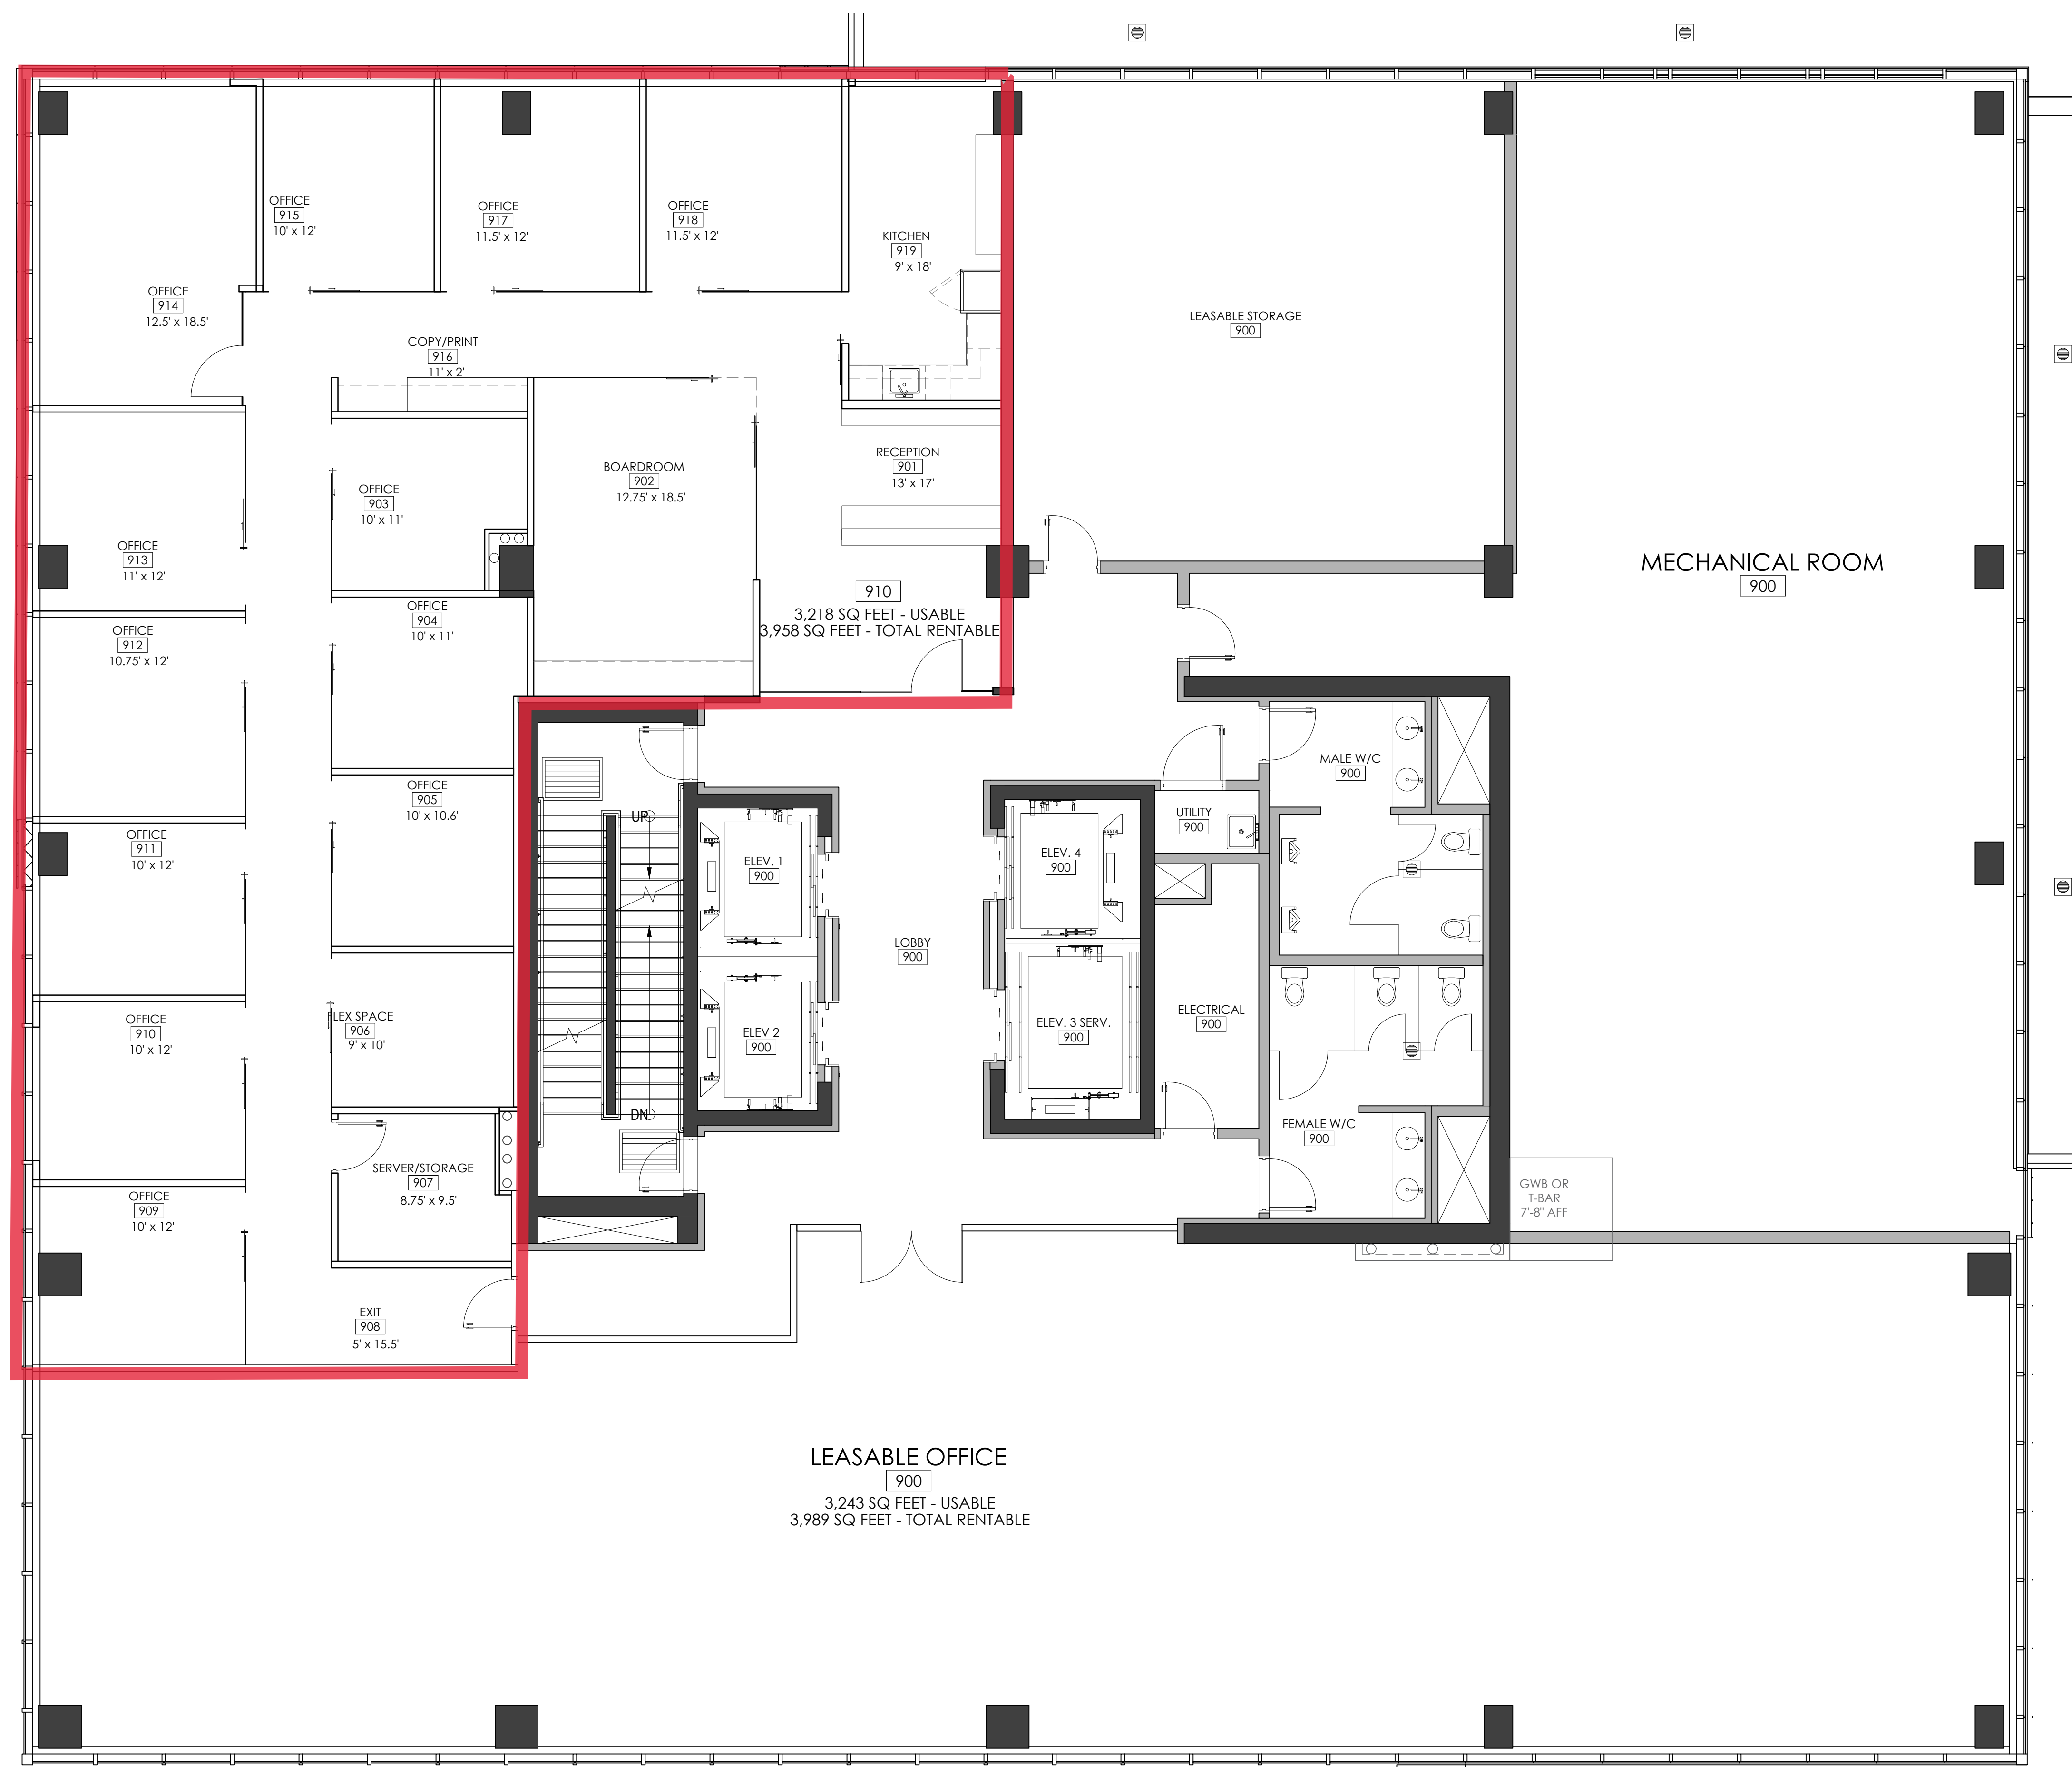 OFFICE
915
10' x 12'
OFFICE
917
11.5' x 12'
OFFICE
918
11.5' x 12'
KITCHEN
919
9' x 18'
OFFICE
914
12.5' x 18.5'
COPY/PRINT
916
11' x 2'
LEASABLE STORAGE
900
BOARDROOM
902
12.75' x 18.5'
RECEPTION
901
13' x 17'
OFFICE
903
10' x 11'
OFFICE
913
11' x 12'
MECHANICAL ROOM
900
910
3,218 SQ FEET - USABLE
3,958 SQ FEET - TOTAL RENTABLE
OFFICE
904
10' x 11'
OFFICE
912
10.75' x 12'
OFFICE
905
10' x 10.6'
OFFICE
911
10' x 12'
UP
DN
ELEV. 1
900
ELEV 2
900
LOBBY
900
ELEV. 4
900
ELEV. 3 SERV.
900
UTILITY
900
MALE W/C
900
ELECTRICAL
900
FEMALE W/C
900
GWB OR
T-BAR
7'-8" AFF
OFFICE
910
10' x 12'
FLEX SPACE
906
9' x 10'
SERVER/STORAGE
907
8.75' x 9.5'
OFFICE
909
10' x 12'
EXIT
908
5' x 15.5'
LEASABLE OFFICE
900
3,243 SQ FEET - USABLE
3,989 SQ FEET - TOTAL RENTABLE